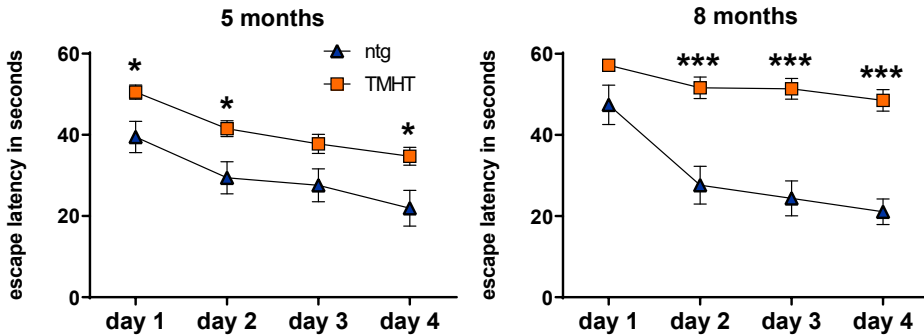 5 months
escape latency in seconds
60
40
20
0
* * *
ntg
TMHT
day 1 day 2 day 3 day 4
8 months
escape latency in seconds
60
40
20
0
*** *** ***
day 1 day 2 day 3 day 4